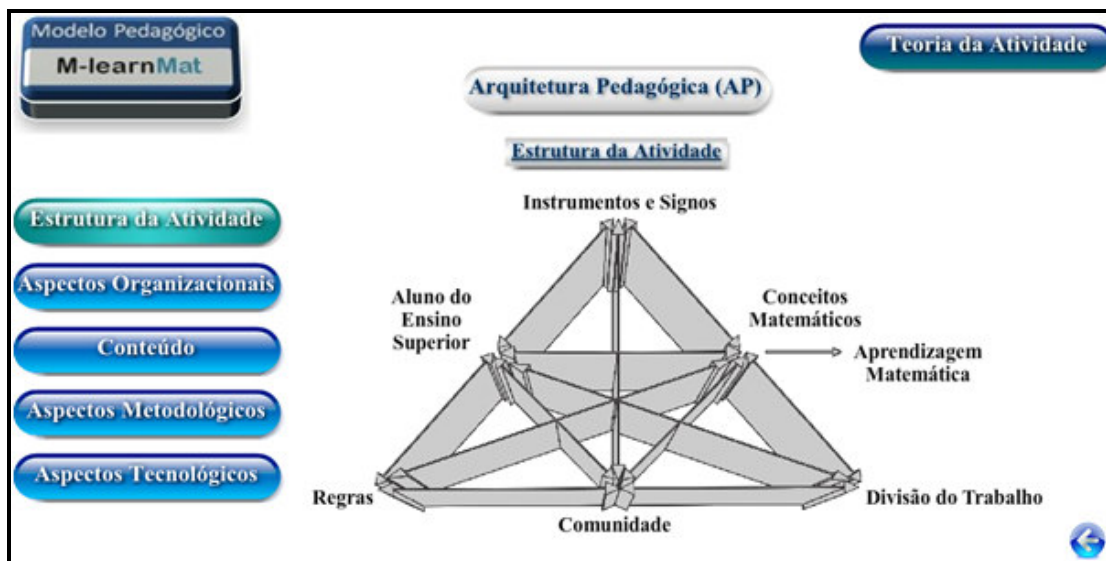 Modelo Pedagógico
M-learnMat
Teoria da Atividade
Arquitetura Pedagógica (AP)
Estrutura da Atividade
Estrutura da Atividade
Aspectos Organizacionais
Conteúdo
Aspectos Metodológicos
Aspectos Tecnológicos
Instrumentos e Signos
Aluno do
Ensino
Superior
Conceitos
Matemáticos
Aprendizagem
Matemática
Regras
Comunidade
Divisão do Trabalho